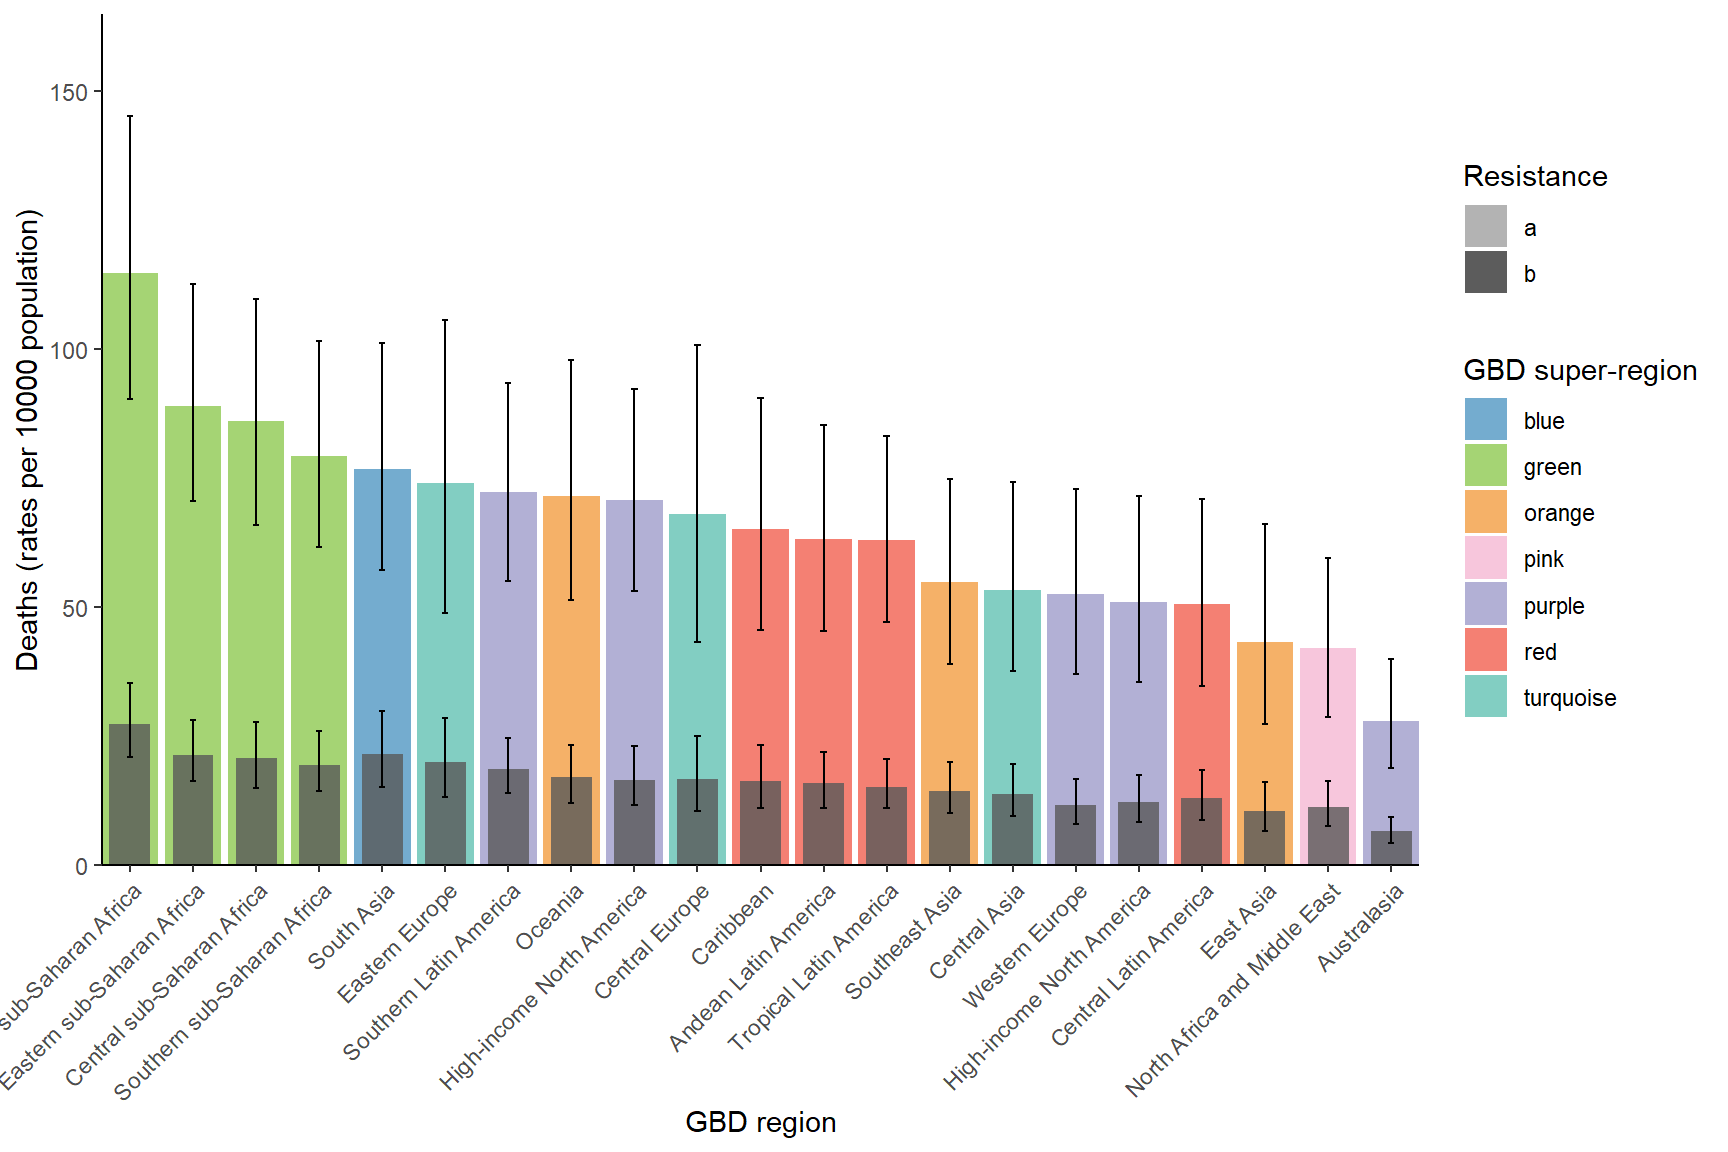 Deaths (rates per 10000 population)
150
100
50
0
sub-Saharan Africa
Eastern sub-Saharan Africa
Central sub-Saharan Africa
Southern sub-Saharan Africa
South Asia
Eastern Europe
Southern Latin America
Oceania
High-income North America
Central Europe
Caribbean
Andean Latin America
Tropical Latin America
Southeast Asia
Central Asia
Western Europe
High-income North America
Central Latin America
East Asia
North Africa and Middle East
Australasia
GBD region
Resistance
a
b
GBD super-region
blue
green
orange
pink
purple
red
turquoise